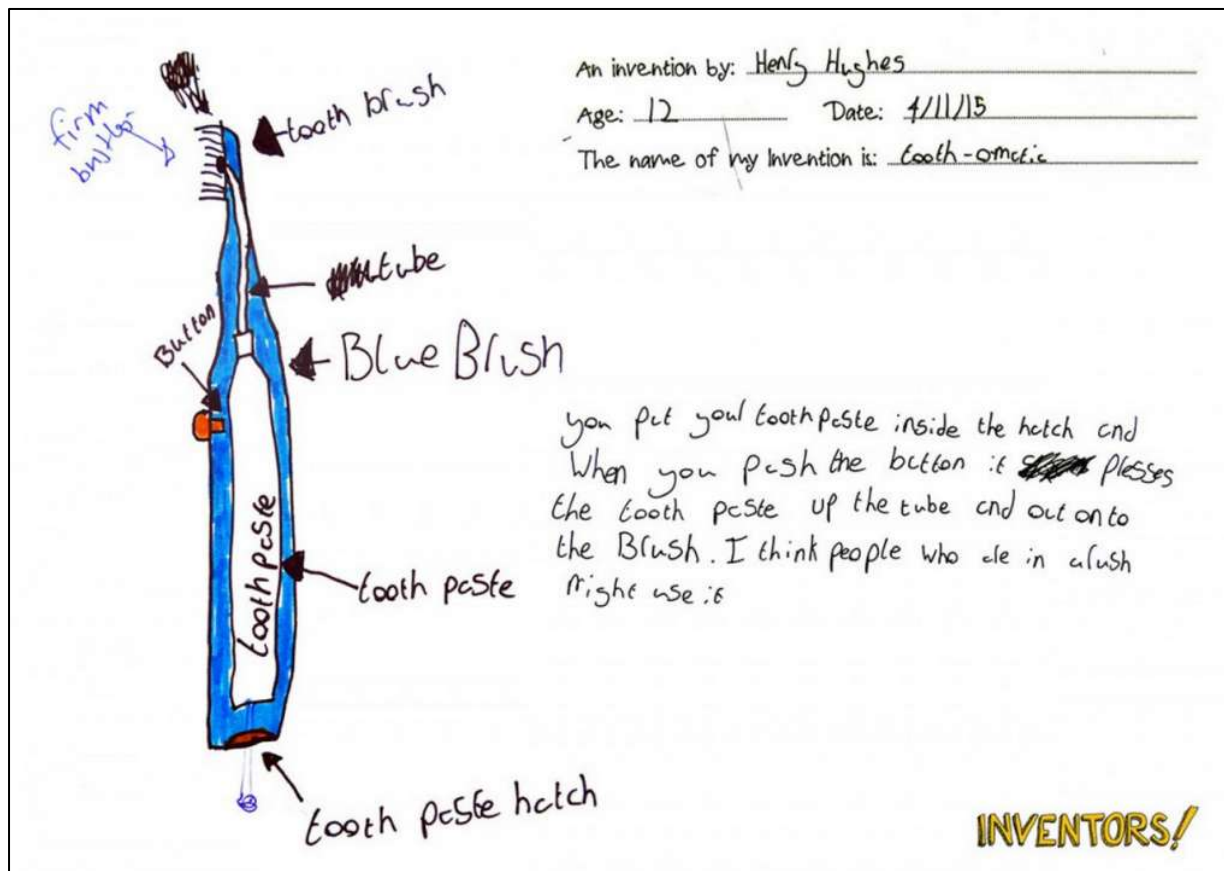 An invention by: Henry Hughes
Age: 12 Date: 4/11/15
The name of my Invention is: tooth-omatic
firm
tooth brush
tube
Button
Blue Brush
you put your toothpaste inside the hatch and
When you push the button it presses
the tooth paste up the tube and out onto
the Brush. I think people who are in a rush
might use it
toothpaste
tooth paste
tooth paste hatch
INVENTORS!